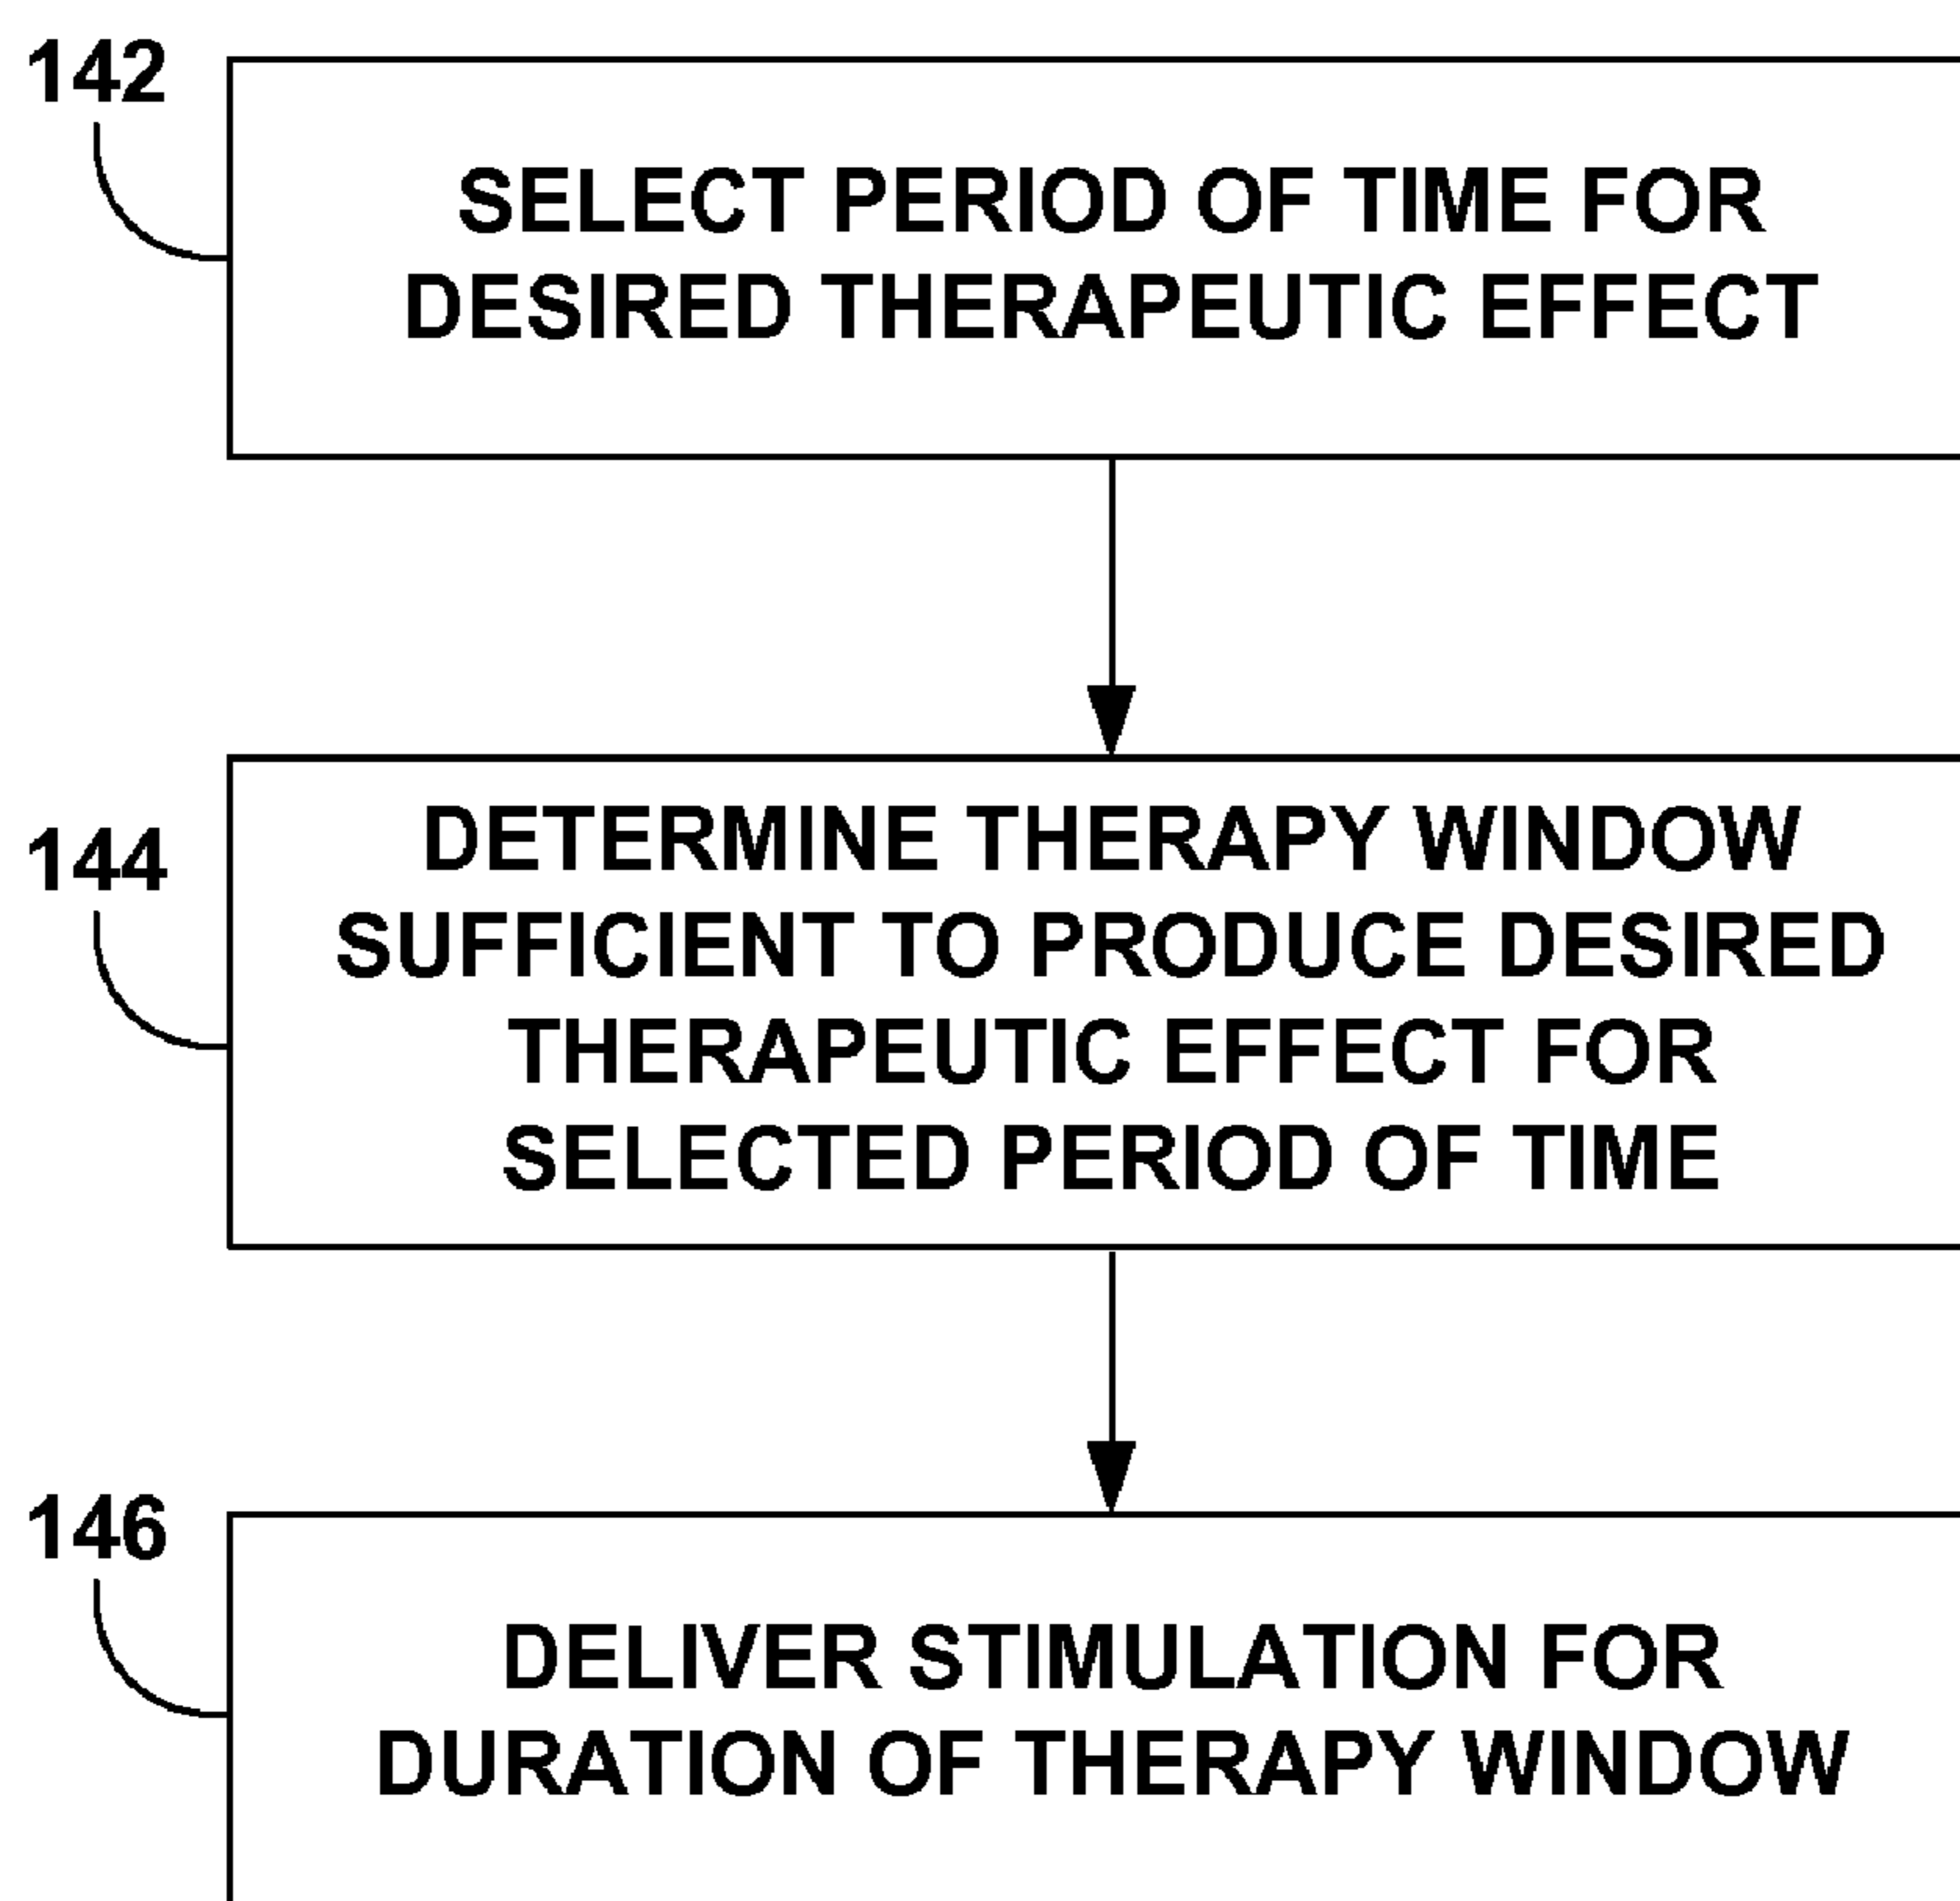 142
SELECT PERIOD OF TIME FOR
DESIRED THERAPEUTIC EFFECT
144
DETERMINE THERAPY WINDOW
SUFFICIENT TO PRODUCE DESIRED
THERAPEUTIC EFFECT FOR
SELECTED PERIOD OF TIME
146
DELIVER STIMULATION FOR
DURATION OF THERAPY WINDOW